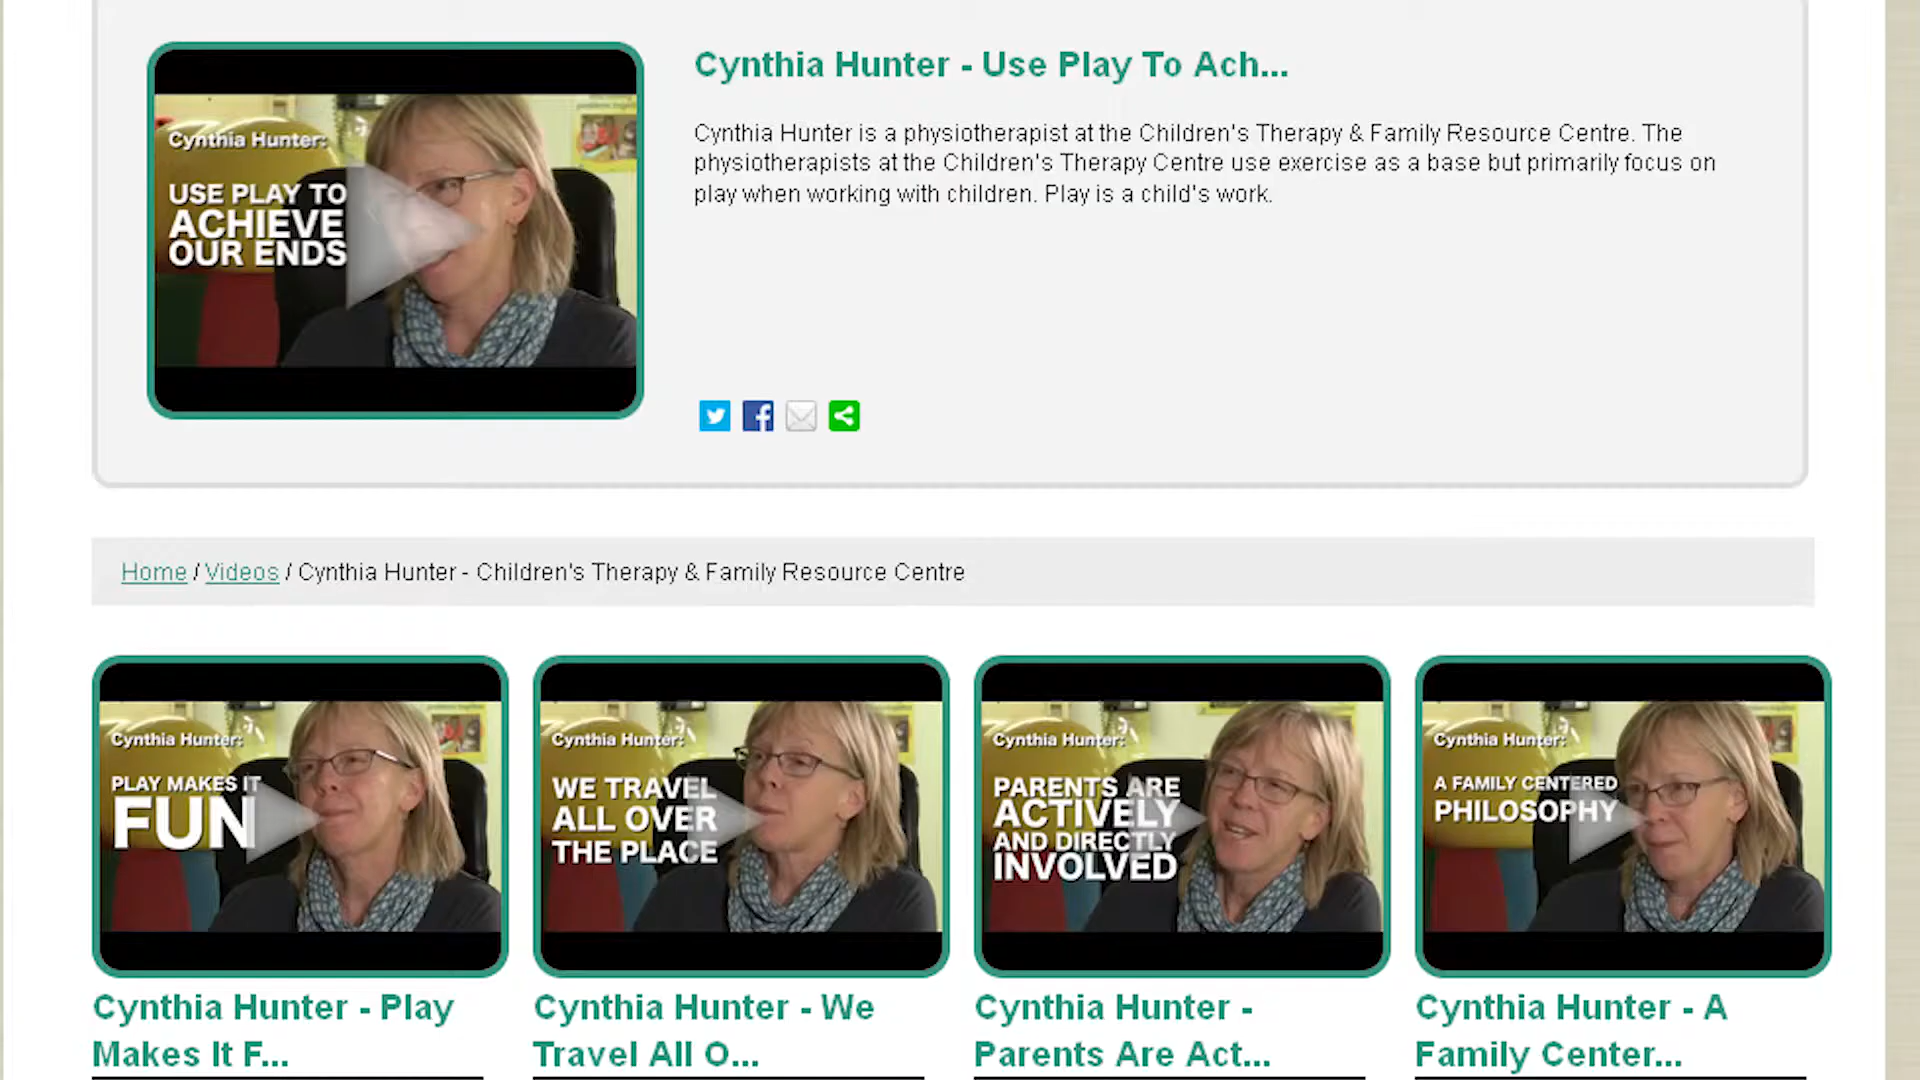 Cynthia Hunter:
USE PLAY TO
ACHIEVE
OUR ENDS
Cynthia Hunter - Use Play To Ach...
Cynthia Hunter is a physiotherapist at the Children's Therapy & Family Resource Centre. The
physiotherapists at the Children's Therapy Centre use exercise as a base but primarily focus on
play when working with children. Play is a child's work.
Home / Videos / Cynthia Hunter - Children's Therapy & Family Resource Centre
Cynthia Hunter:
PLAY MAKES IT
FUN
Cynthia Hunter:
WE TRAVEL
ALL OVER
THE PLACE
Cynthia Hunter:
PARENTS ARE
ACTIVELY
AND DIRECTLY
INVOLVED
Cynthia Hunter:
A FAMILY CENTERED
PHILOSOPHY
Cynthia Hunter - Play
Makes It F...
Cynthia Hunter - We
Travel All O...
Cynthia Hunter -
Parents Are Act...
Cynthia Hunter - A
Family Center...